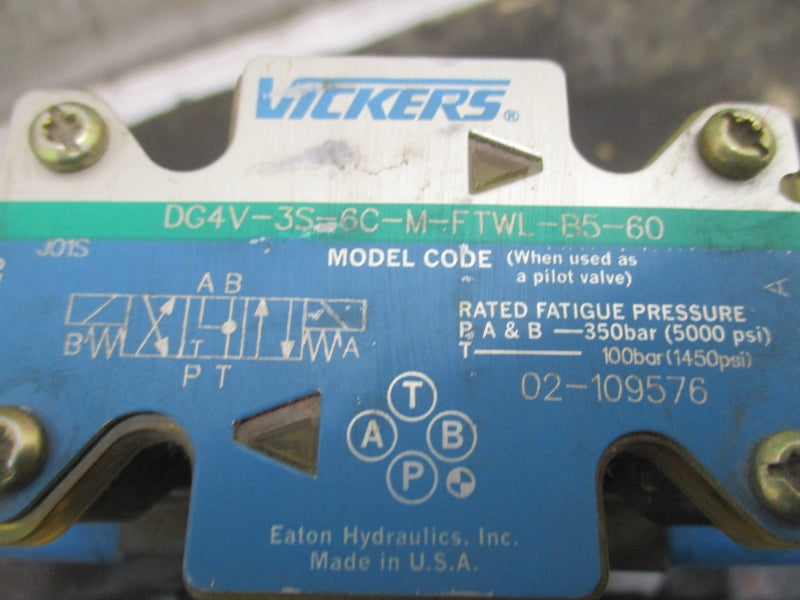 VICKERS®
DG4V-3S-6C-M-FTWL-B5-60
J01S
MODEL CODE (When used as
a pilot valve)
A
A B
B T A
P T
RATED FATIGUE PRESSURE
P, A & B — 350bar (5000 psi)
T — 100bar (1450psi)
02-109576
T
A B
P
Eaton Hydraulics, Inc.
Made in U.S.A.